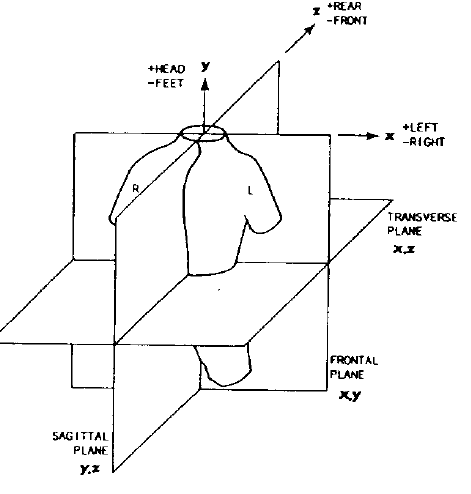 z +REAR
-FRONT
+HEAD y
-FEET
x +LEFT
-RIGHT
R
L
TRANSVERSE
PLANE
x,z
FRONTAL
PLANE
x,y
SAGITTAL
PLANE
y,z